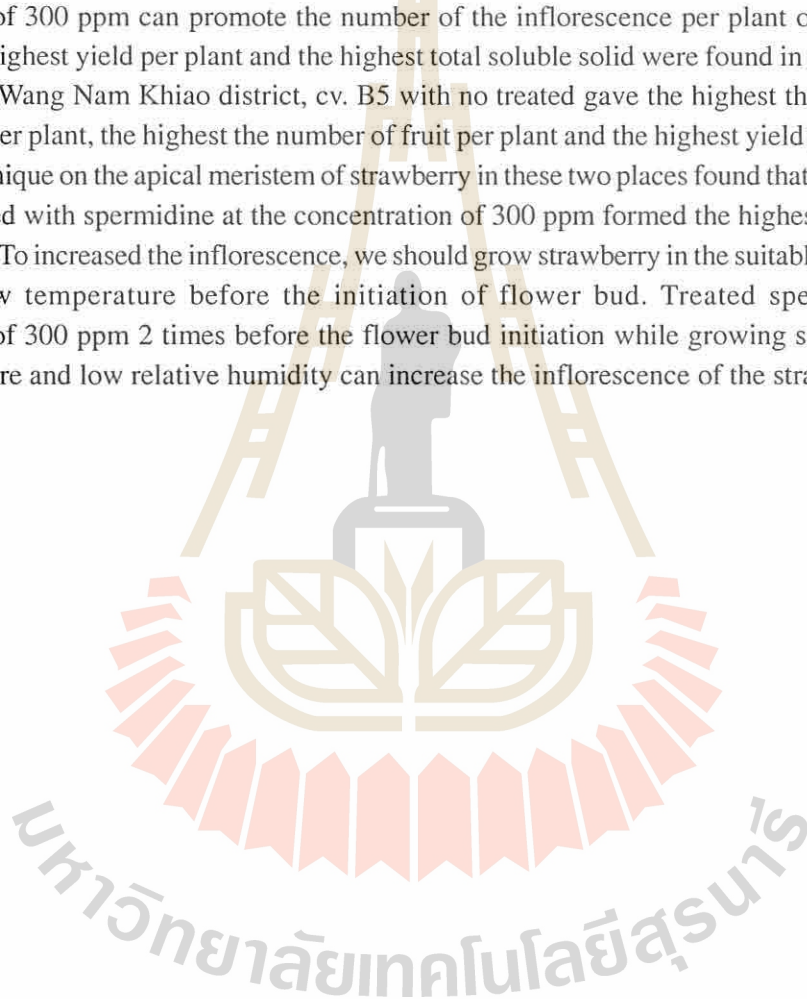 of 300 ppm can promote the number of the inflorescence per plant
ighest yield per plant and the highest total soluble solid were found in
Wang Nam Khiao district, cv. B5 with no treated gave the highest th
er plant, the highest the number of fruit per plant and the highest yield
ique on the apical meristem of strawberry in these two places found that
d with spermidine at the concentration of 300 ppm formed the highes
To increased the inflorescence, we should grow strawberry in the suitabl
w temperature before the initiation of flower bud. Treated spe
of 300 ppm 2 times before the flower bud initiation while growing s
re and low relative humidity can increase the inflorescence of the stra
มหาวิทยาลัยเทคโนโลยีสุรนารี